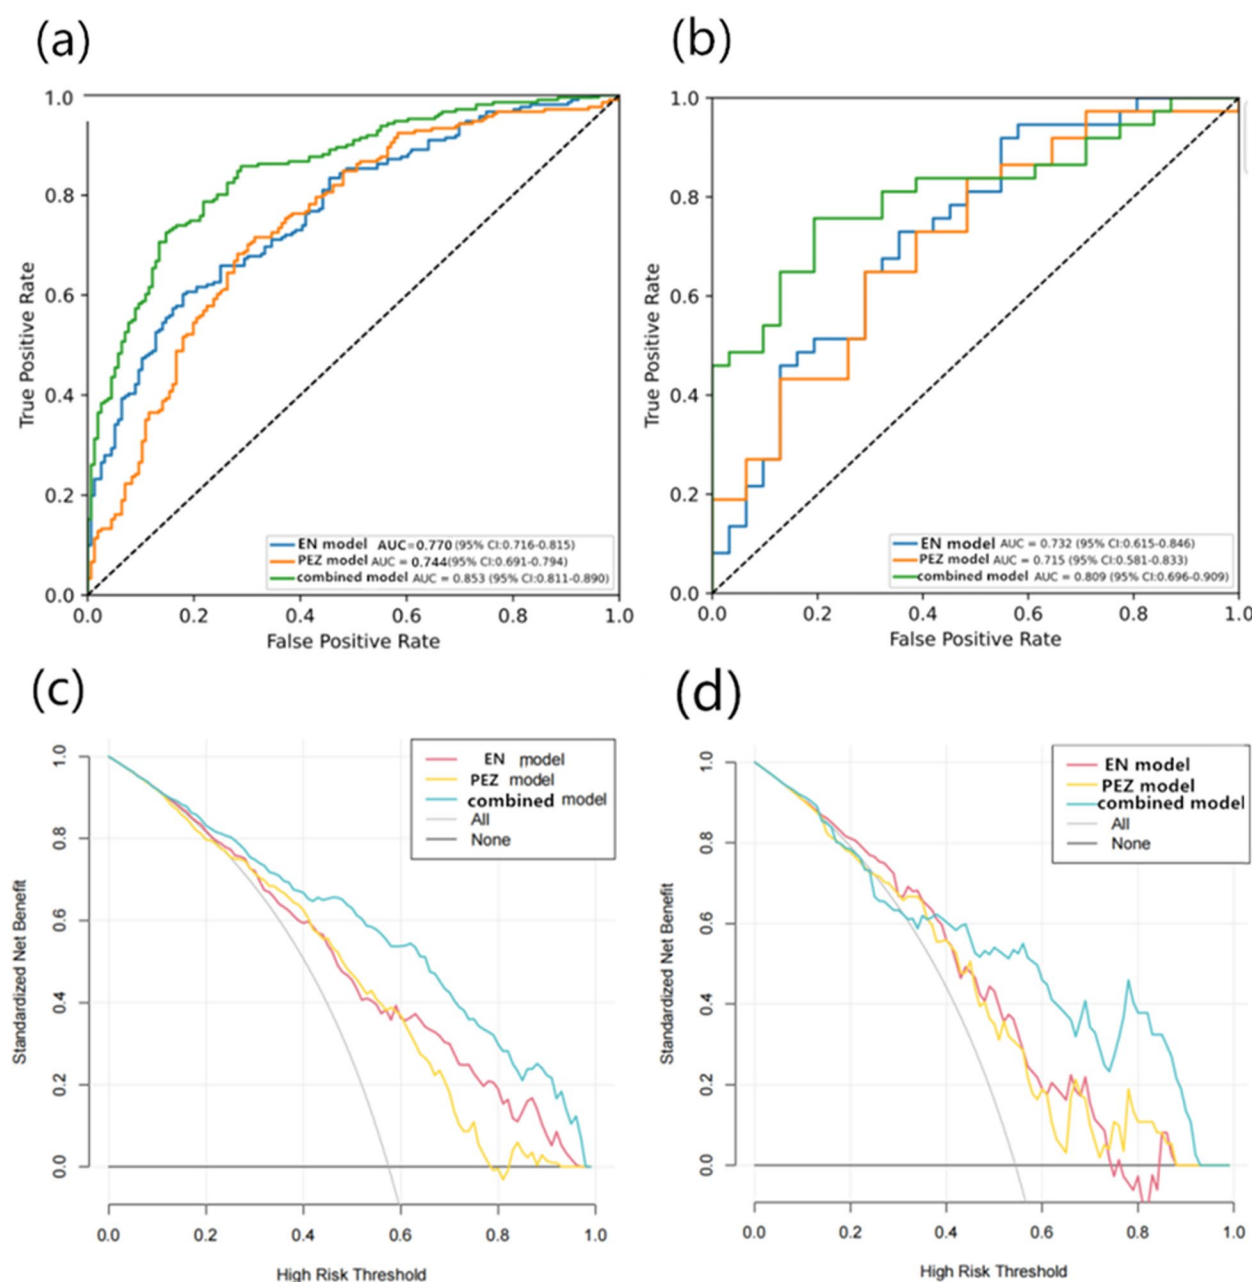 (a)
1.0
0.8
0.6
0.4
0.2
0.0
True Positive Rate
EN model AUC=0.770 (95% CI:0.716-0.815)
PEZ model AUC = 0.744(95% CI:0.691-0.794)
combined model AUC = 0.853 (95% CI:0.811-0.890)
0.0 0.2 0.4 0.6 0.8 1.0
False Positive Rate
(b)
1.0
0.8
0.6
0.4
0.2
0.0
True Positive Rate
EN model AUC = 0.732 (95% CI:0.615-0.846)
PEZ model AUC = 0.715 (95% CI:0.581-0.833)
combined model AUC = 0.809 (95% CI:0.696-0.909)
0.0 0.2 0.4 0.6 0.8 1.0
False Positive Rate
(c)
1.0
0.8
0.6
0.4
0.2
0.0
Standardized Net Benefit
EN model
PEZ model
combined model
All
None
0.0 0.2 0.4 0.6 0.8 1.0
High Risk Threshold
(d)
1.0
0.8
0.6
0.4
0.2
0.0
Standardized Net Benefit
EN model
PEZ model
combined model
All
None
0.0 0.2 0.4 0.6 0.8 1.0
High Risk Threshold